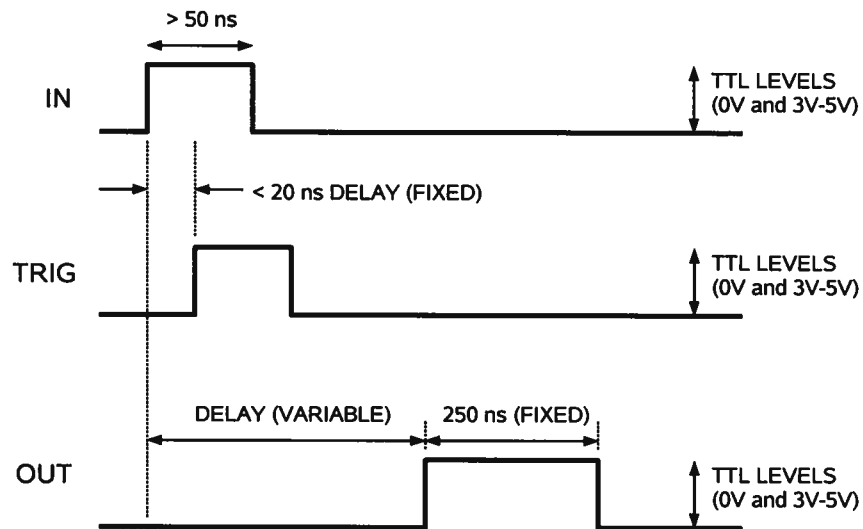 > 50 ns
IN
TTL LEVELS
(0V and 3V-5V)
< 20 ns DELAY (FIXED)
TRIG
TTL LEVELS
(0V and 3V-5V)
DELAY (VARIABLE)
250 ns (FIXED)
OUT
TTL LEVELS
(0V and 3V-5V)